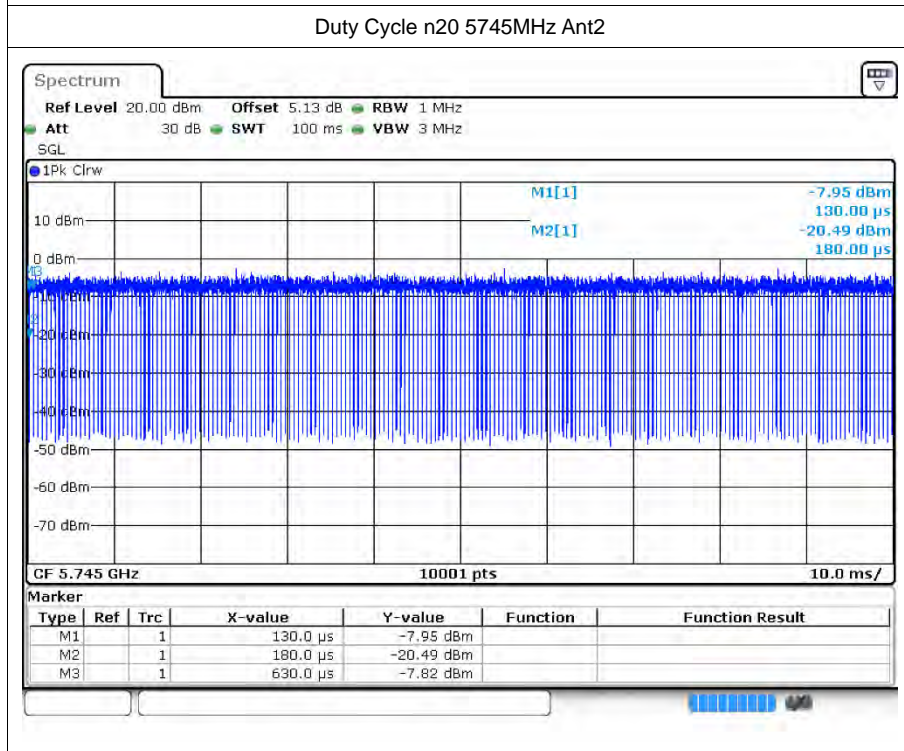 Duty Cycle n20 5745MHz Ant2
Spectrum
Ref Level 20.00 dBm Offset 5.13 dB RBW 1 MHz
Att 30 dB SWT 100 ms VBW 3 MHz
SGL
1Pk Clrw
M1[1] -7.95 dBm
130.00 µs
10 dBm
M2[1] -20.49 dBm
180.00 µs
0 dBm
M3
-10 dBm
-20 dBm
-30 dBm
-40 dBm
-50 dBm
-60 dBm
-70 dBm
CF 5.745 GHz 10001 pts 10.0 ms/
Marker
Type Ref Trc X-value Y-value Function Function Result
M1 1 130.0 µs -7.95 dBm
M2 1 180.0 µs -20.49 dBm
M3 1 630.0 µs -7.82 dBm